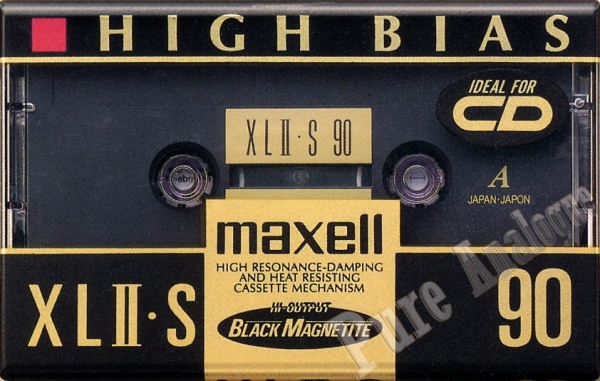 HIGH BIAS
IDEAL FOR
CD
XLⅡ·S 90
abc
A
JAPAN·JAPON
maxell
HIGH RESONANCE-DAMPING
AND HEAT RESISTING
CASSETTE MECHANISM
HI-OUTPUT
BLACK MAGNETITE
XLⅡ·S
90
Pure Analogue